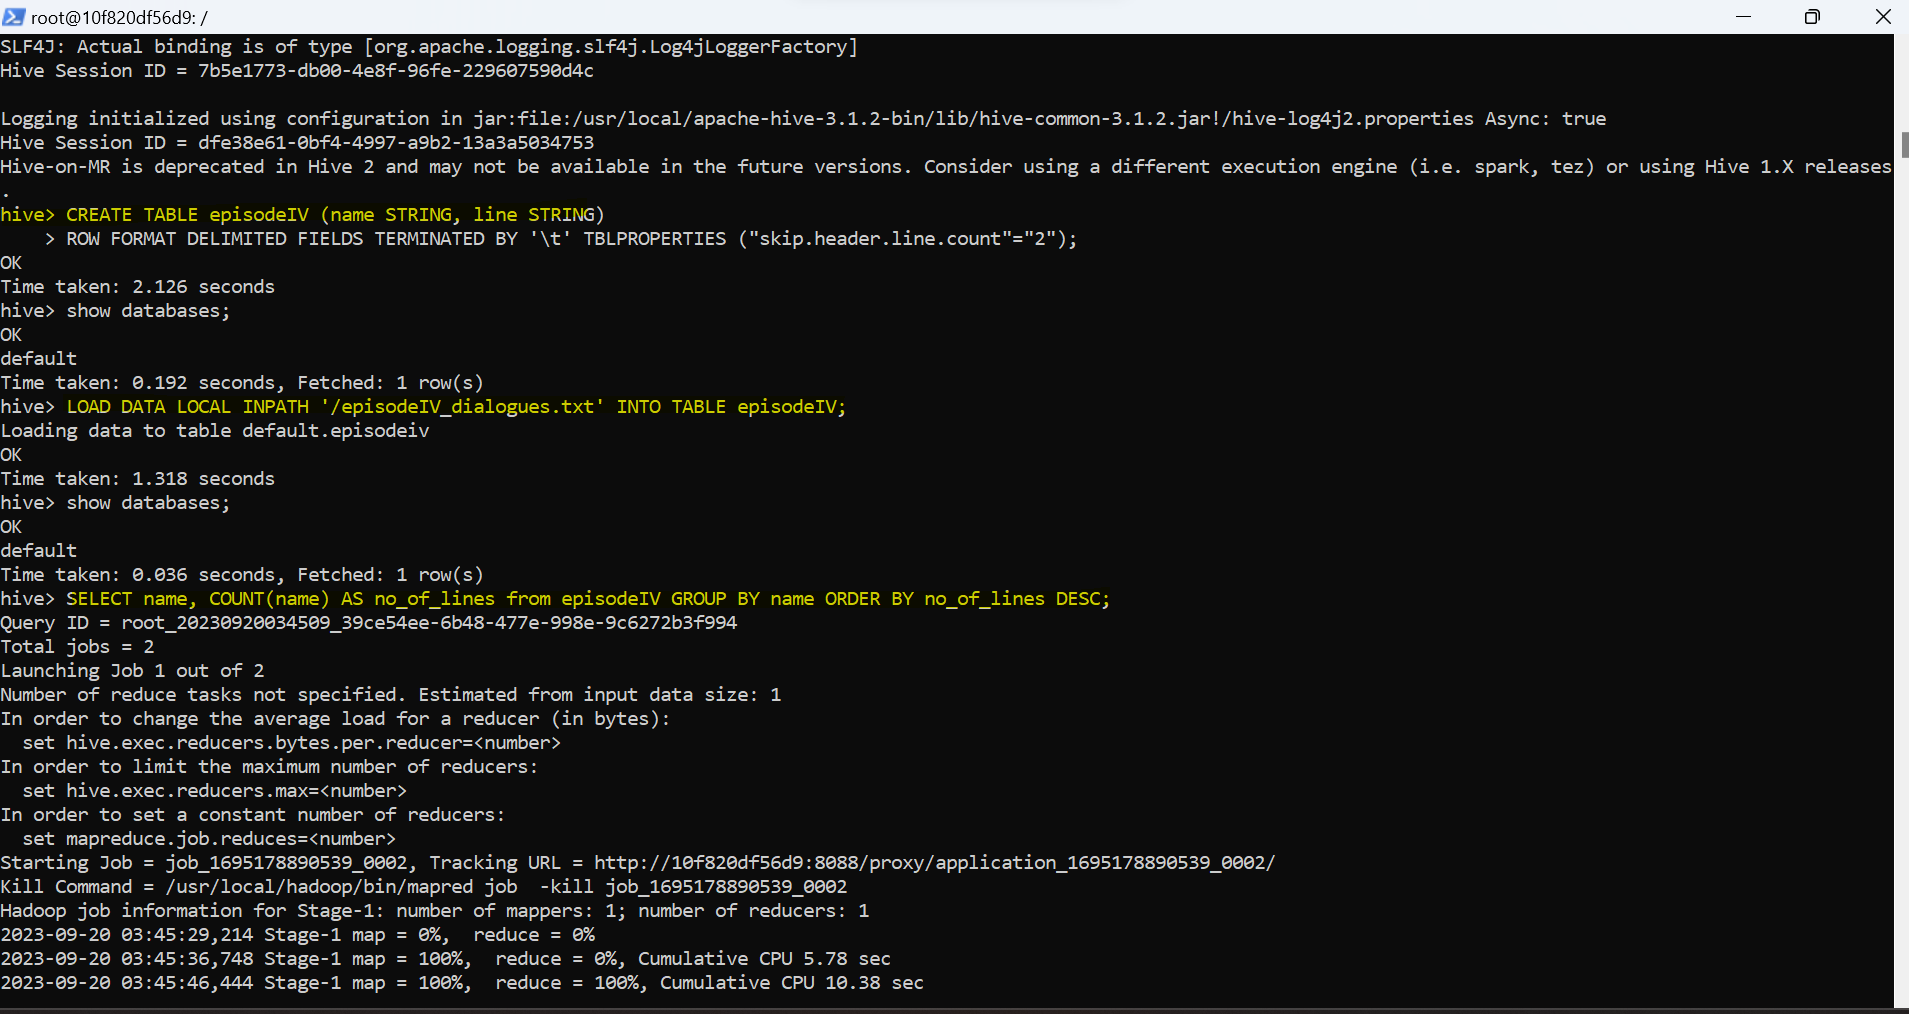 root@10f820df56d9: /
SLF4J: Actual binding is of type [org.apache.logging.slf4j.Log4jLoggerFactory]
Hive Session ID = 7b5e1773-db00-4e8f-96fe-229607590d4c
Logging initialized using configuration in jar:file:/usr/local/apache-hive-3.1.2-bin/lib/hive-common-3.1.2.jar!/hive-log4j2.properties Async: true
Hive Session ID = dfe38e61-0bf4-4997-a9b2-13a3a5034753
Hive-on-MR is deprecated in Hive 2 and may not be available in the future versions. Consider using a different execution engine (i.e. spark, tez) or using Hive 1.X releases
.
hive> CREATE TABLE episodeIV (name STRING, line STRING)
    > ROW FORMAT DELIMITED FIELDS TERMINATED BY '\t' TBLPROPERTIES ("skip.header.line.count"="2");
OK
Time taken: 2.126 seconds
hive> show databases;
OK
default
Time taken: 0.192 seconds, Fetched: 1 row(s)
hive> LOAD DATA LOCAL INPATH '/episodeIV_dialogues.txt' INTO TABLE episodeIV;
Loading data to table default.episodeiv
OK
Time taken: 1.318 seconds
hive> show databases;
OK
default
Time taken: 0.036 seconds, Fetched: 1 row(s)
hive> SELECT name, COUNT(name) AS no_of_lines from episodeIV GROUP BY name ORDER BY no_of_lines DESC;
Query ID = root_20230920034509_39ce54ee-6b48-477e-998e-9c6272b3f994
Total jobs = 2
Launching Job 1 out of 2
Number of reduce tasks not specified. Estimated from input data size: 1
In order to change the average load for a reducer (in bytes):
  set hive.exec.reducers.bytes.per.reducer=<number>
In order to limit the maximum number of reducers:
  set hive.exec.reducers.max=<number>
In order to set a constant number of reducers:
  set mapreduce.job.reduces=<number>
Starting Job = job_1695178890539_0002, Tracking URL = http://10f820df56d9:8088/proxy/application_1695178890539_0002/
Kill Command = /usr/local/hadoop/bin/mapred job  -kill job_1695178890539_0002
Hadoop job information for Stage-1: number of mappers: 1; number of reducers: 1
2023-09-20 03:45:29,214 Stage-1 map = 0%,  reduce = 0%
2023-09-20 03:45:36,748 Stage-1 map = 100%,  reduce = 0%, Cumulative CPU 5.78 sec
2023-09-20 03:45:46,444 Stage-1 map = 100%,  reduce = 100%, Cumulative CPU 10.38 sec